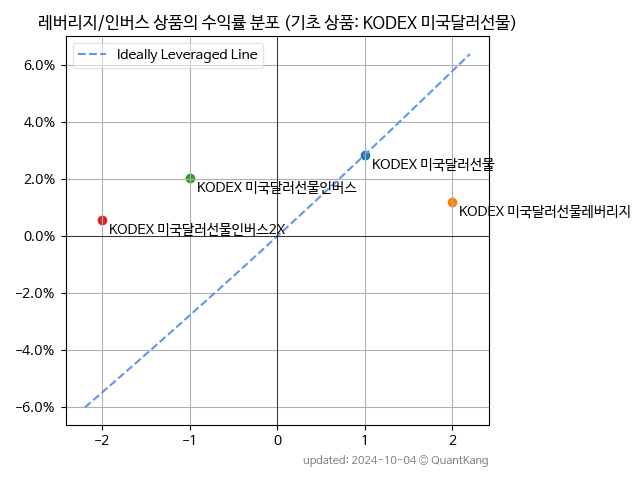 레버리지/인버스 상품의 수익률 분포 (기초 상품: KODEX 미국달러선물)
Ideally Leveraged Line
6.0%
4.0%
2.0%
0.0%
−2.0%
−4.0%
−6.0%
KODEX 미국달러선물
KODEX 미국달러선물인버스
KODEX 미국달러선물레버리지
KODEX 미국달러선물인버스2X
−2
−1
0
1
2
updated: 2024-10-04 © QuantKang